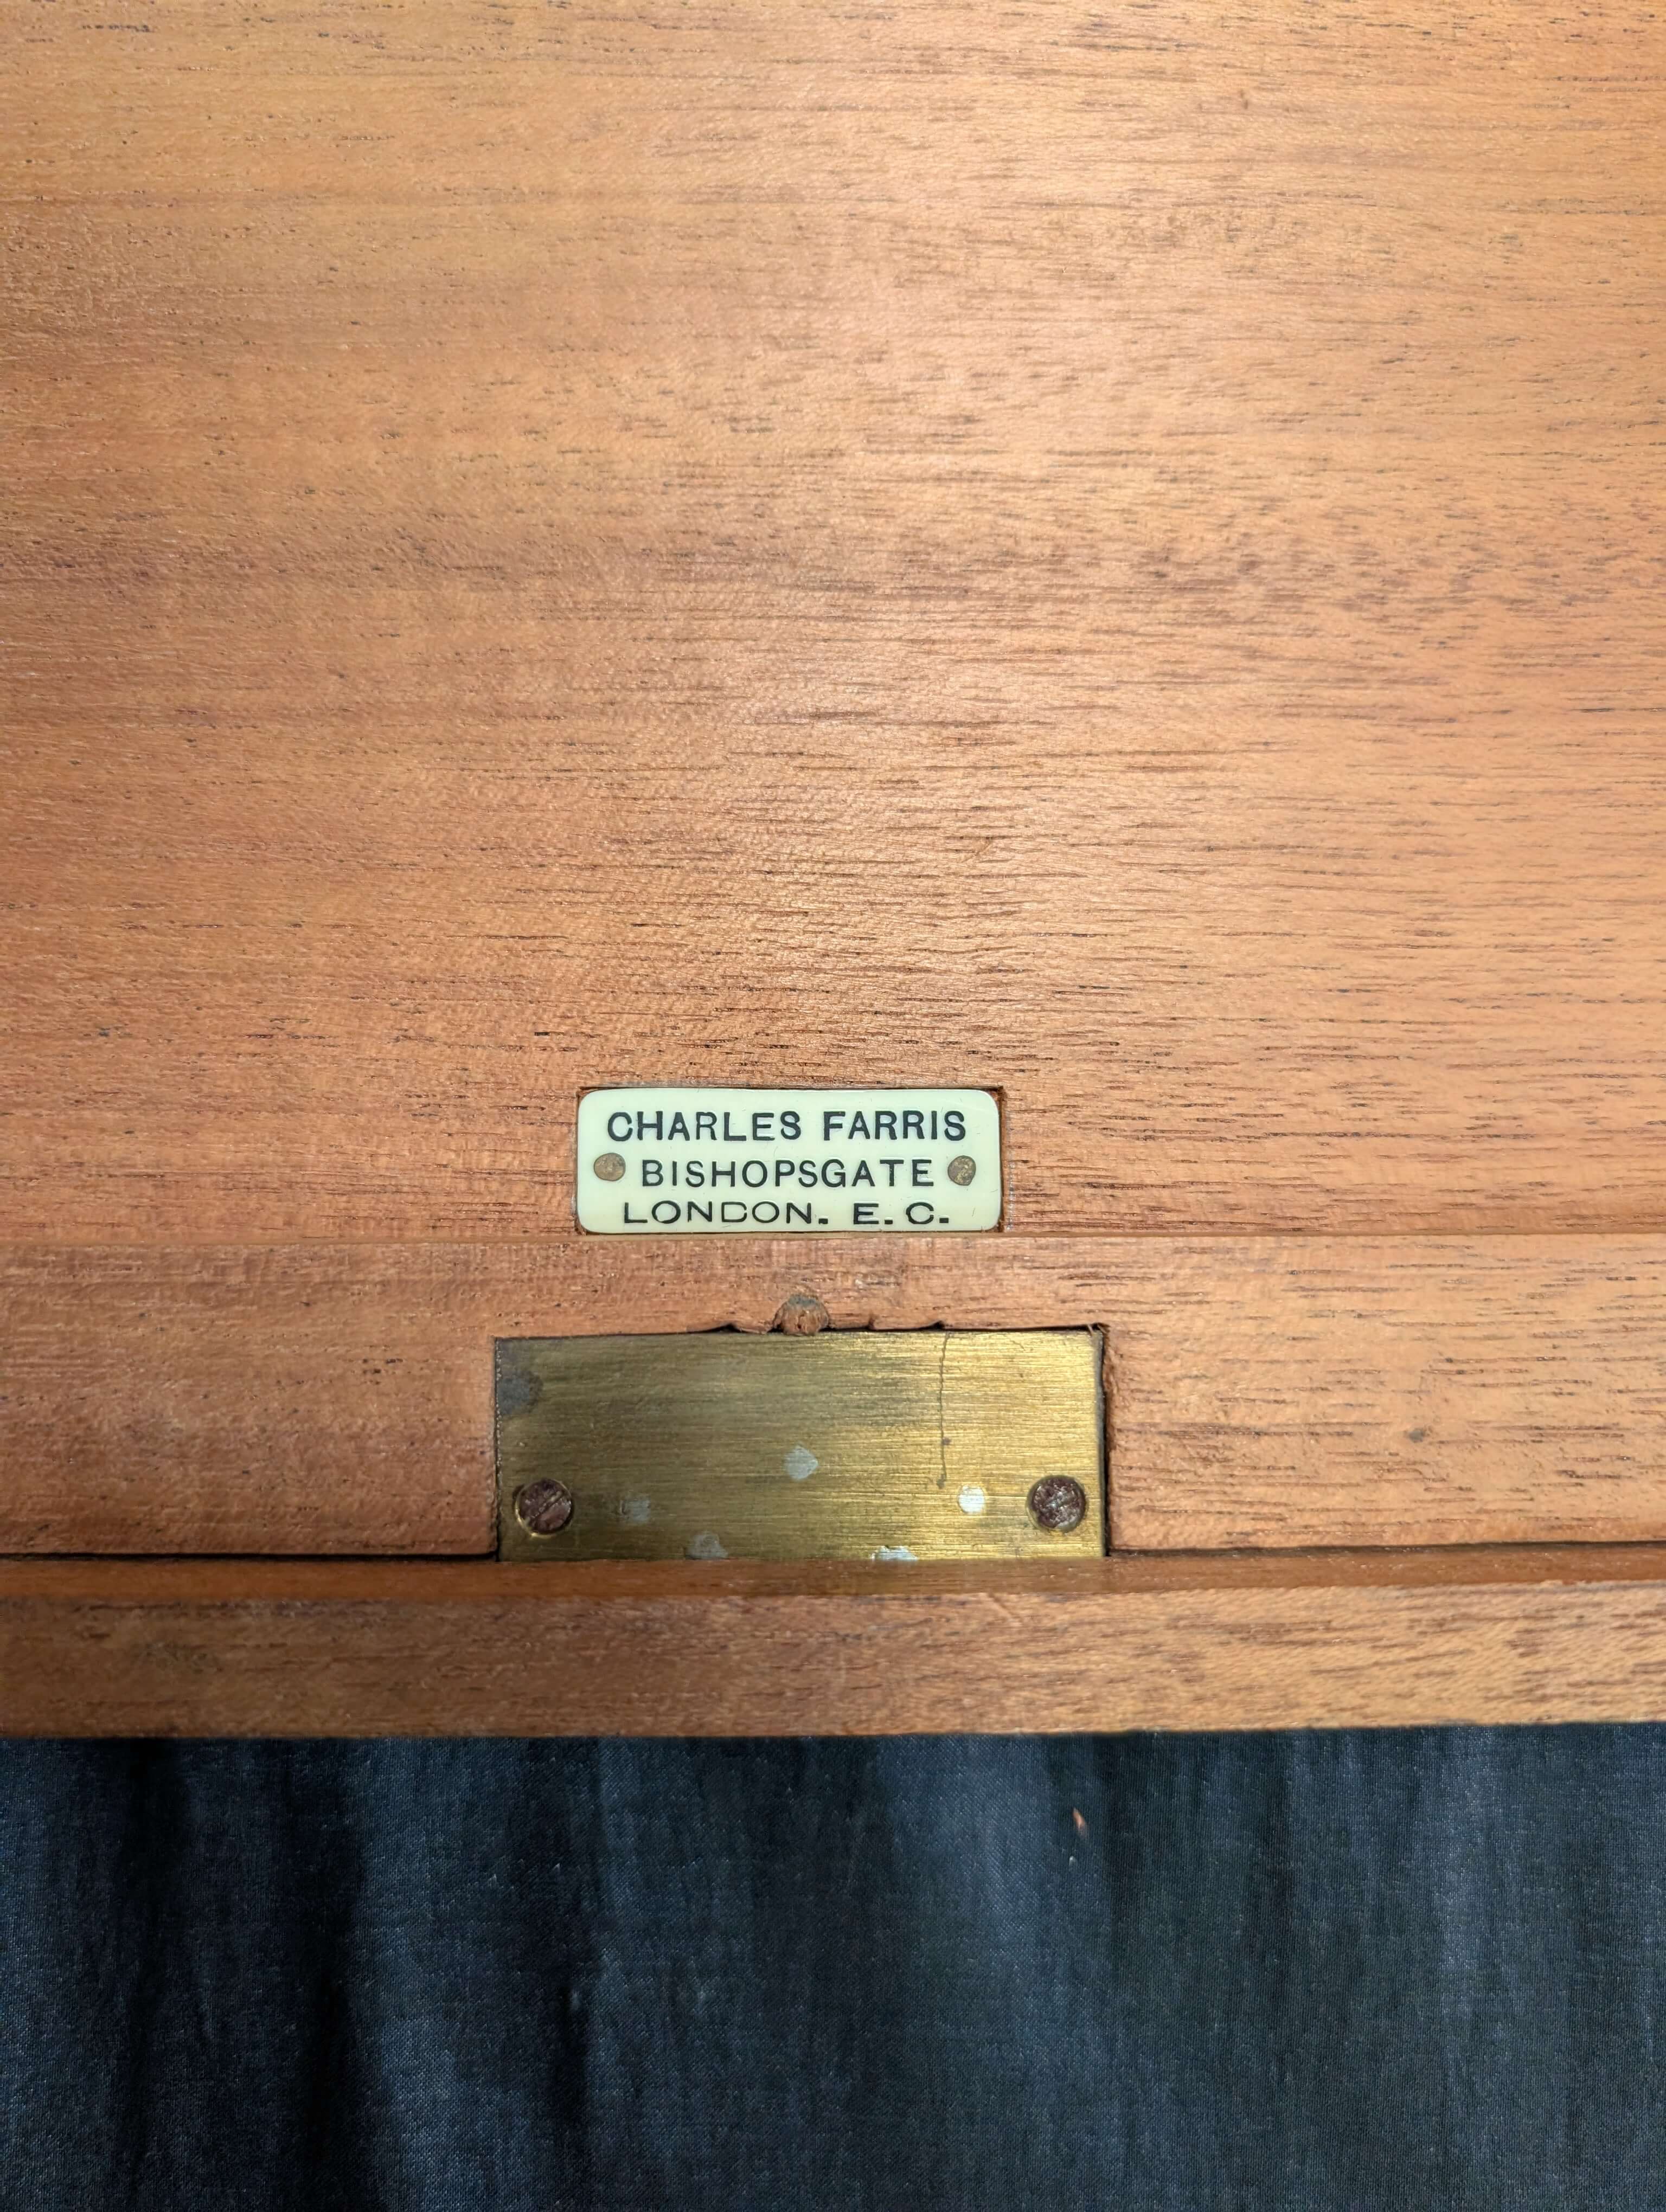 CHARLES FARRIS
BISHOPSGATE
LONDON. E. C.